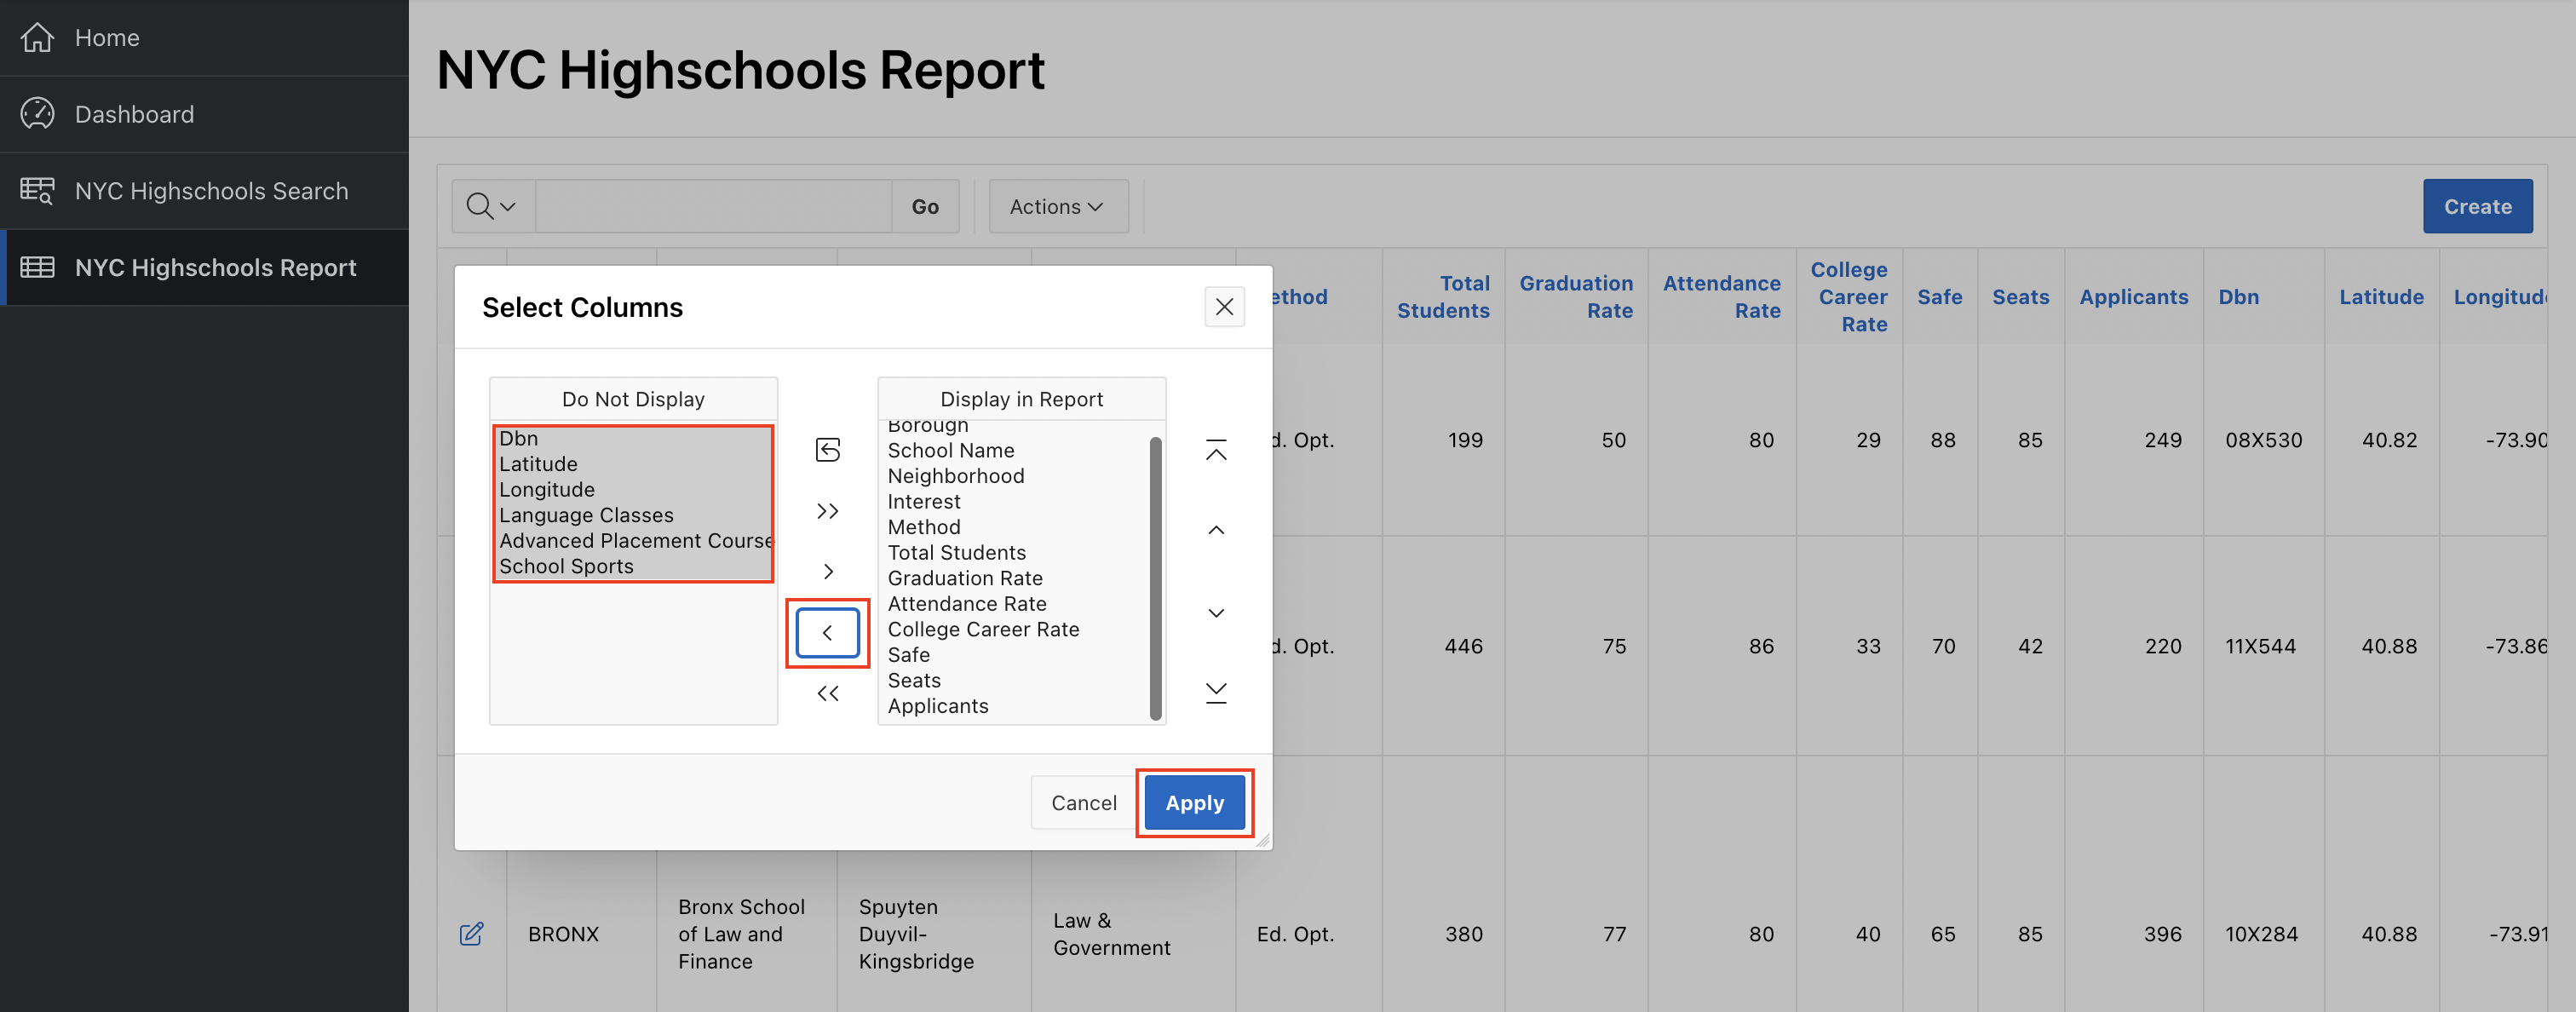 Home
Dashboard
NYC Highschools Search
NYC Highschools Report
NYC Highschools Report
Go
Actions
Create
Select Columns
Do Not Display
Dbn
Latitude
Longitude
Language Classes
Advanced Placement Course
School Sports
Display in Report
Borough
School Name
Neighborhood
Interest
Method
Total Students
Graduation Rate
Attendance Rate
College Career Rate
Safe
Seats
Applicants
Cancel
Apply
ethod
Total
Students
Graduation
Rate
Attendance
Rate
College
Career
Rate
Safe
Seats
Applicants
Dbn
Latitude
Longitude
d. Opt. 199 50 80 29 88 85 249 08X530 40.82 -73.90
d. Opt. 446 75 86 33 70 42 220 11X544 40.88 -73.86
BRONX
Bronx School
of Law and
Finance
Spuyten
Duyvil-
Kingsbridge
Law &
Government
Ed. Opt. 380 77 80 40 65 85 396 10X284 40.88 -73.91